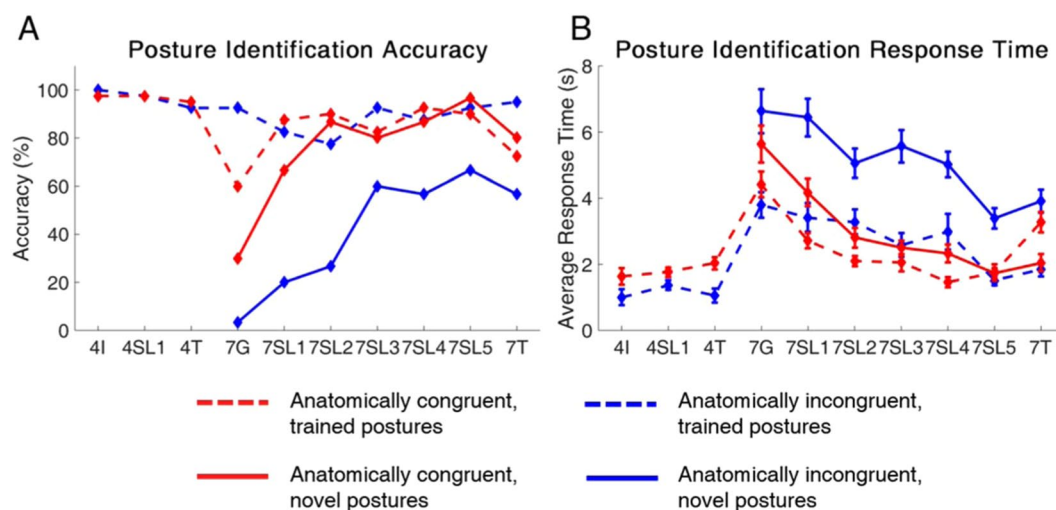 A
Posture Identification Accuracy
Accuracy (%)
100
80
60
40
20
0
4I 4SL1 4T 7G 7SL1 7SL2 7SL3 7SL4 7SL5 7T
B
Posture Identification Response Time
Average Response Time (s)
8
6
4
2
0
4I 4SL1 4T 7G 7SL1 7SL2 7SL3 7SL4 7SL5 7T
Anatomically congruent,
trained postures
Anatomically incongruent,
trained postures
Anatomically congruent,
novel postures
Anatomically incongruent,
novel postures